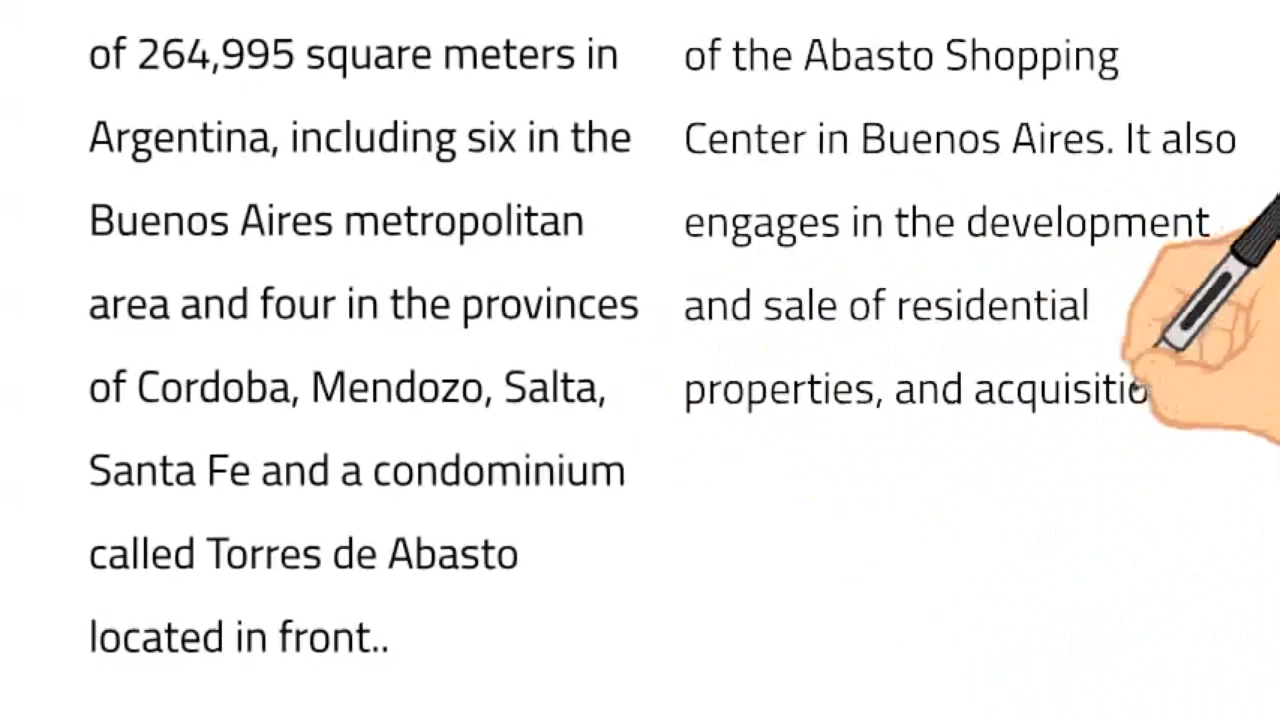 of 264,995 square meters in
Argentina, including six in the
Buenos Aires metropolitan
area and four in the provinces
of Cordoba, Mendozo, Salta,
Santa Fe and a condominium
called Torres de Abasto
located in front..
of the Abasto Shopping
Center in Buenos Aires. It also
engages in the development
and sale of residential
properties, and acquisitio